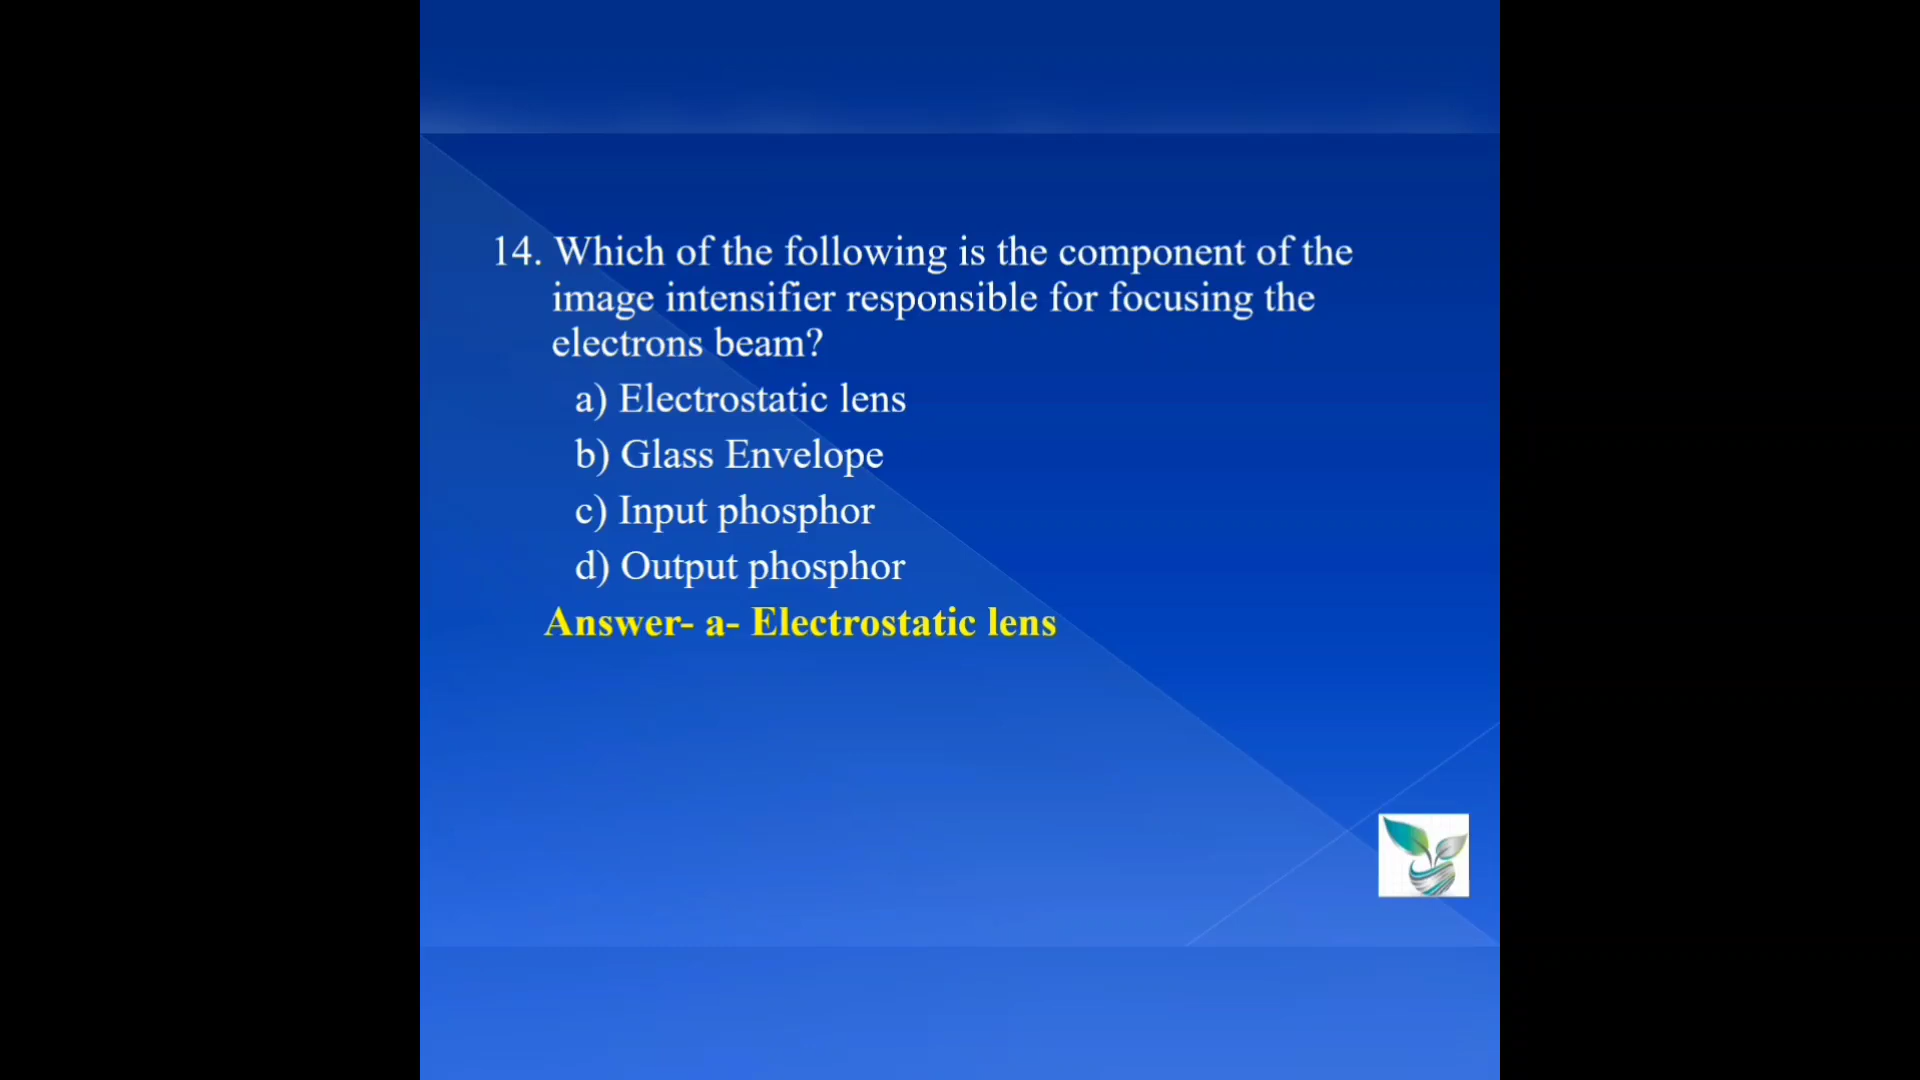 14. Which of the following is the component of the
image intensifier responsible for focusing the
electrons beam?
a) Electrostatic lens
b) Glass Envelope
c) Input phosphor
d) Output phosphor
Answer- a- Electrostatic lens